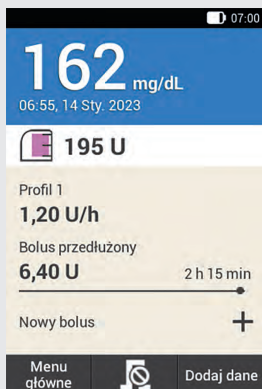 07:00
162 mg/dL
06:55, 14 Sty. 2023
195 U
Profil 1
1,20 U/h
Bolus przedłużony
6,40 U 2 h 15 min
Nowy bolus
Menu
główne
Dodaj dane